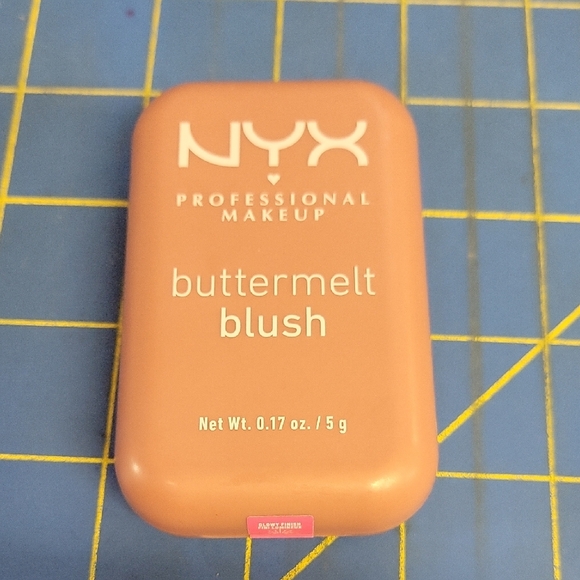 NYX
PROFESSIONAL
MAKEUP
buttermelt
blush
Net Wt. 0.17 oz. / 5 g